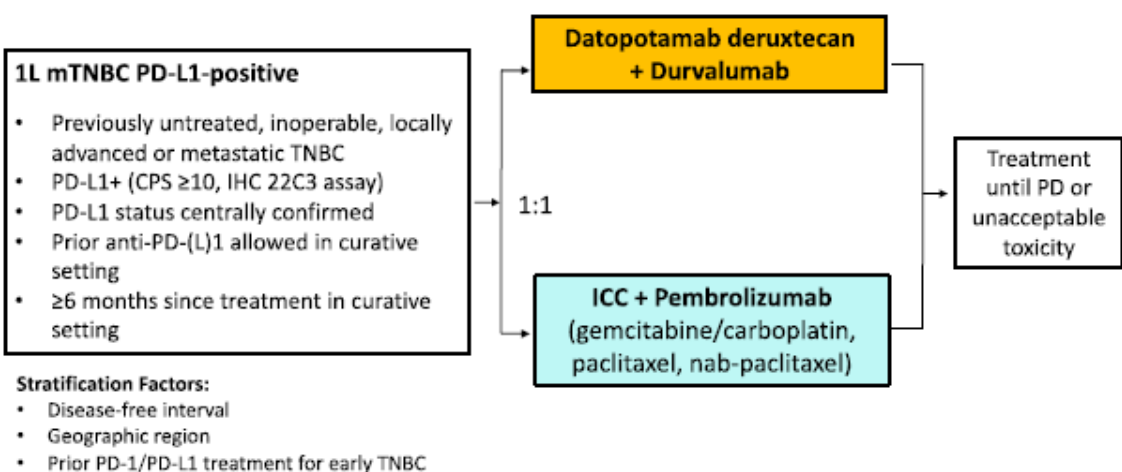 1L mTNBC PD-L1-positive
• Previously untreated, inoperable, locally
advanced or metastatic TNBC
• PD-L1+ (CPS ≥10, IHC 22C3 assay)
• PD-L1 status centrally confirmed
• Prior anti-PD-(L)1 allowed in curative
setting
• ≥6 months since treatment in curative
setting
Stratification Factors:
• Disease-free interval
• Geographic region
• Prior PD-1/PD-L1 treatment for early TNBC
1:1
Datopotamab deruxtecan
+ Durvalumab
ICC + Pembrolizumab
(gemcitabine/carboplatin,
paclitaxel, nab-paclitaxel)
Treatment
until PD or
unacceptable
toxicity